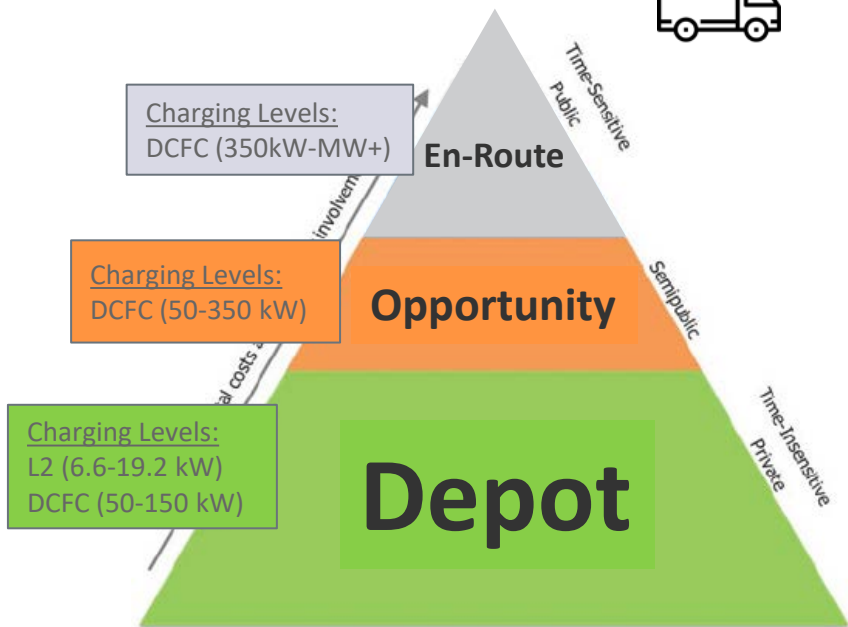 Time-Sensitive
Public
Charging Levels:
DCFC (350kW-MW+)
En-Route
involveme
Charging Levels:
DCFC (50-350 kW)
Opportunity
Semipublic
al costs a
Charging Levels:
L2 (6.6-19.2 kW)
DCFC (50-150 kW)
Depot
Time-Insensitive
Private